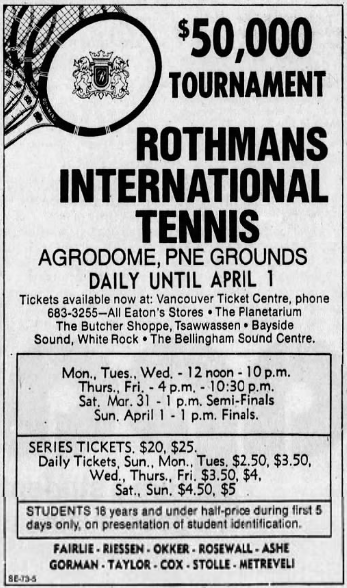 $50,000
TOURNAMENT
ROTHMANS
INTERNATIONAL
TENNIS
AGRODOME, PNE GROUNDS
DAILY UNTIL APRIL 1
Tickets available now at: Vancouver Ticket Centre, phone
683-3255—All Eaton's Stores • The Planetarium
The Butcher Shoppe, Tsawwassen • Bayside
Sound, White Rock • The Bellingham Sound Centre.
Mon., Tues., Wed. - 12 noon - 10 p.m.
Thurs., Fri. - 4 p.m. - 10:30 p.m.
Sat. Mar. 31 - 1 p.m. Semi-Finals
Sun. April 1 - 1 p.m. Finals.
SERIES TICKETS. $20, $25.
Daily Tickets, Sun., Mon., Tues. $2.50, $3.50,
Wed., Thurs., Fri. $3.50, $4,
Sat., Sun. $4.50, $5
STUDENTS 16 years and under half-price during first 5
days only, on presentation of student identification.
FAIRLIE - RIESSEN - OKKER - ROSEWALL - ASHE
GORMAN - TAYLOR - COX - STOLLE - METREVELI
SE-73-5